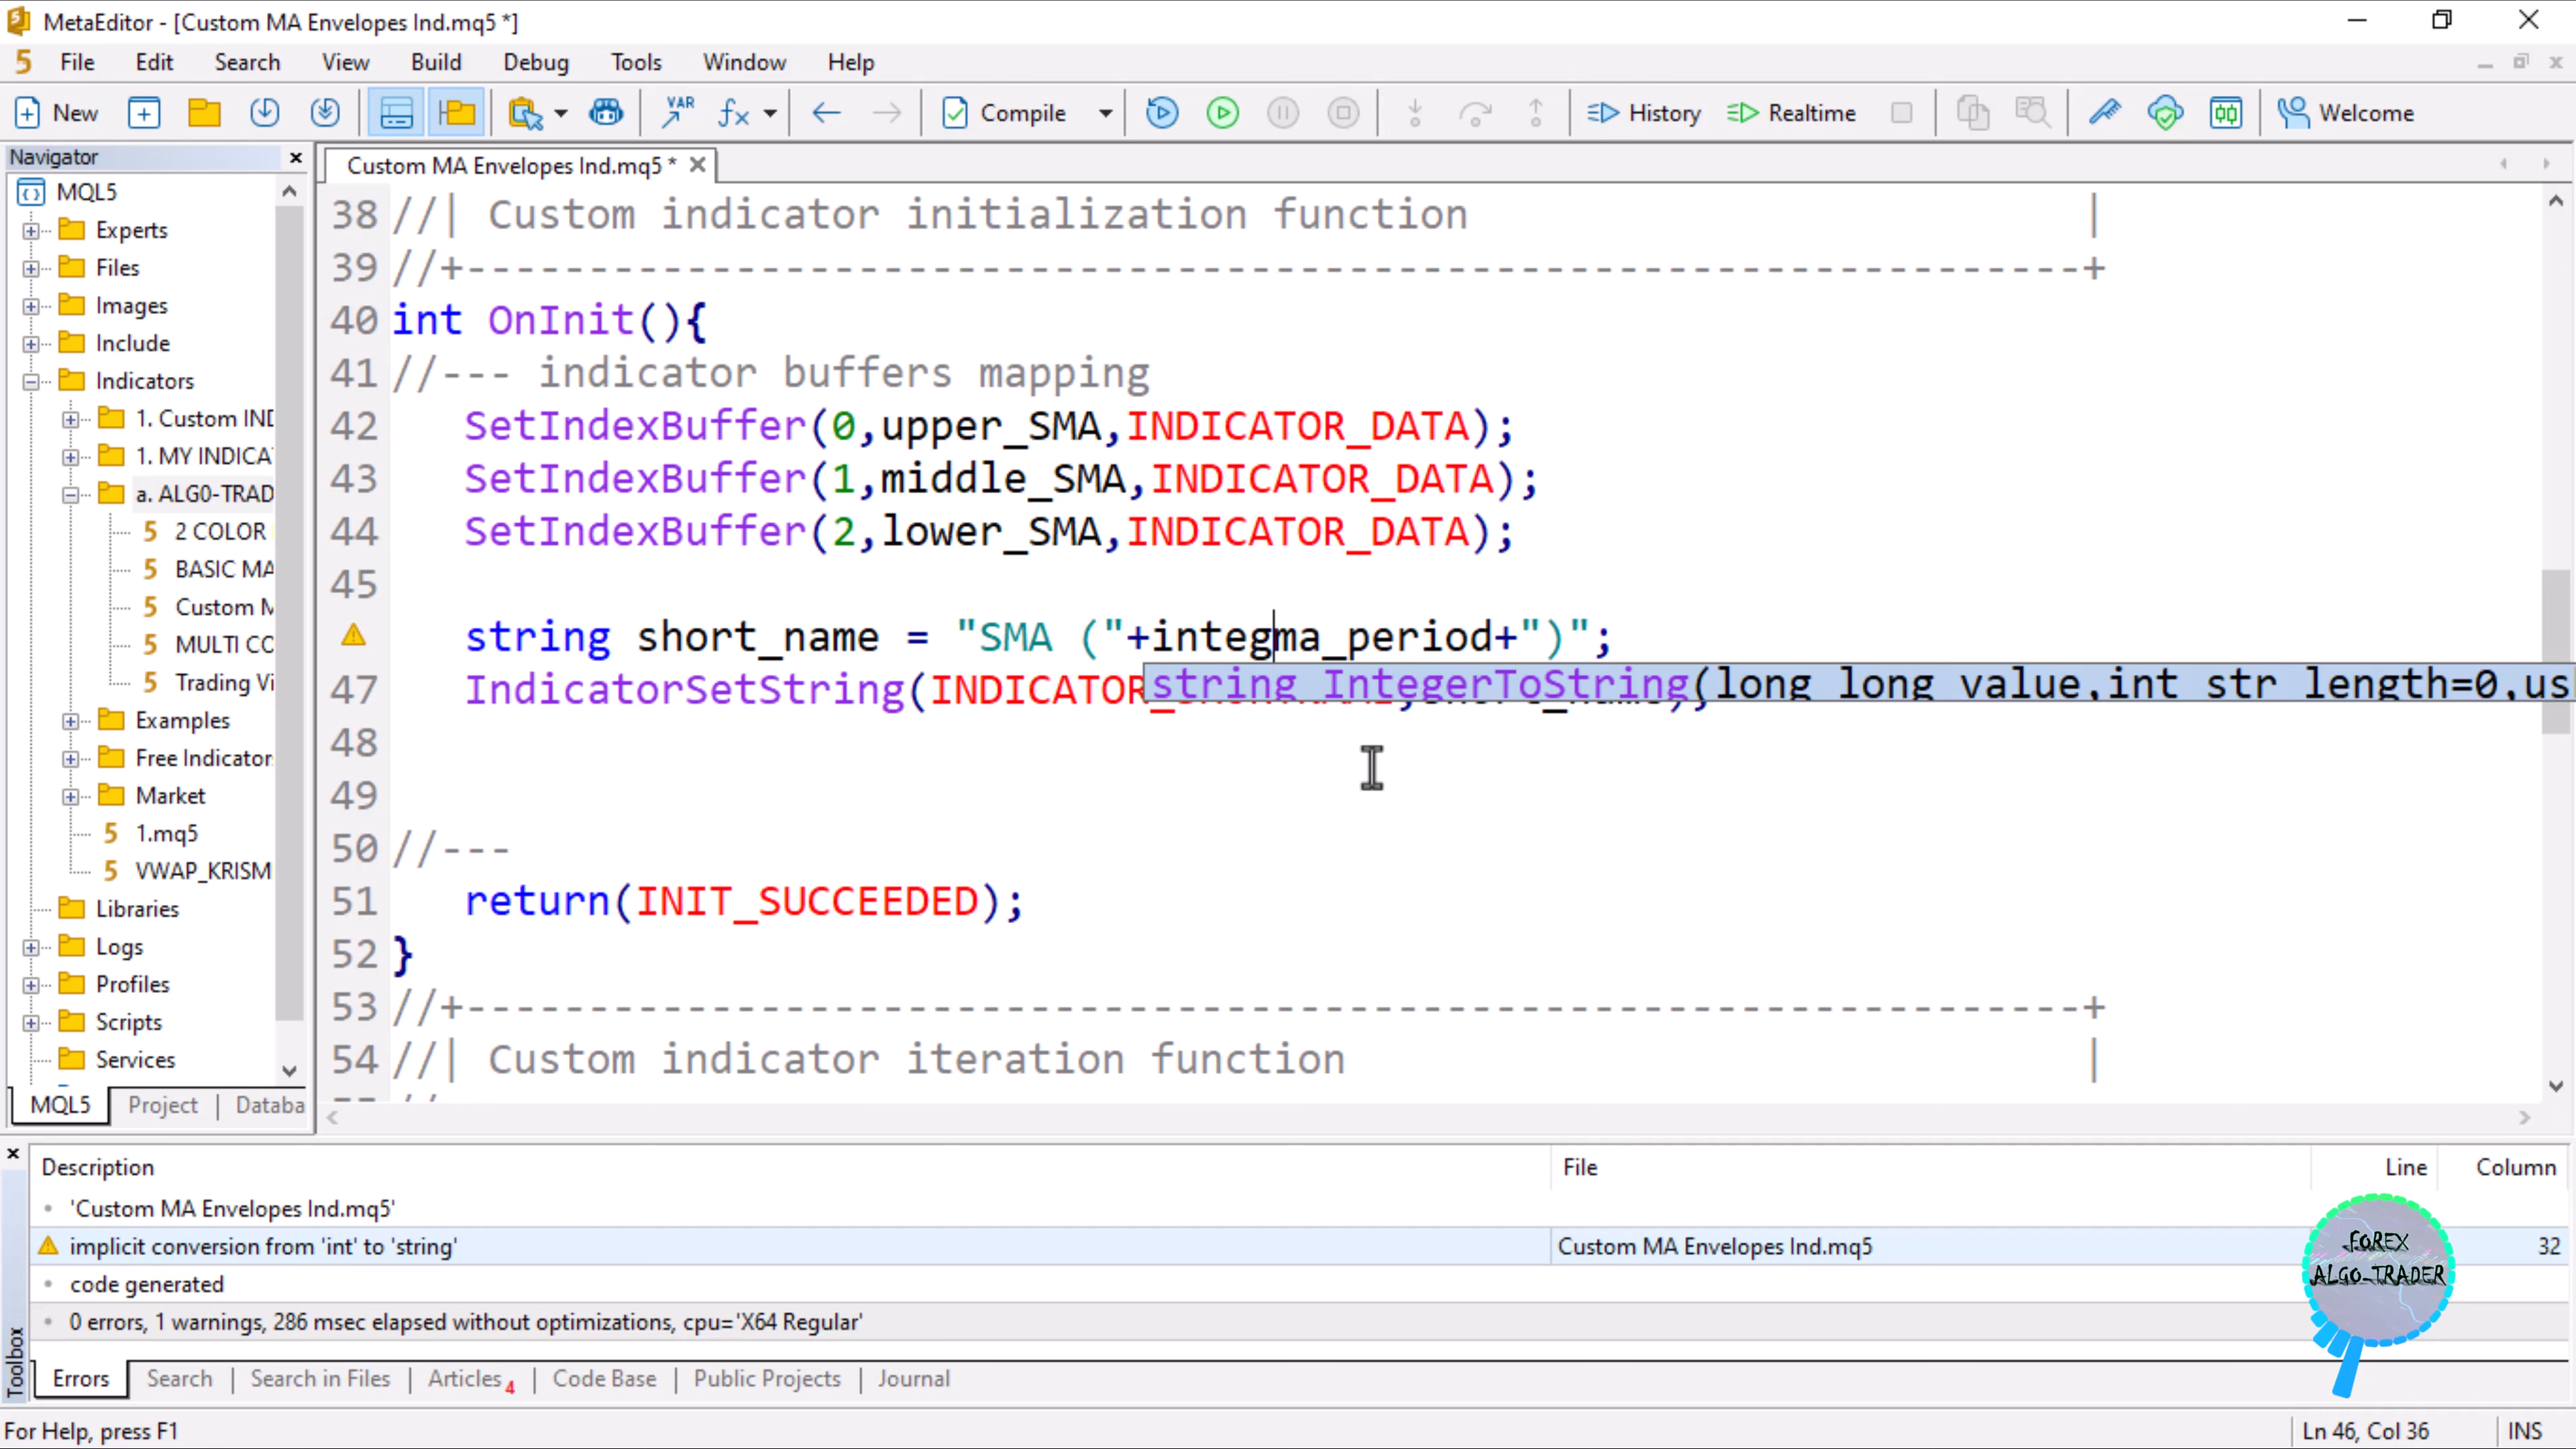 MetaEditor - [Custom MA Envelopes Ind.mq5 *]
File Edit Search View Build Debug Tools Window Help
New VAR Compile History Realtime Welcome
Navigator
Custom MA Envelopes Ind.mq5 *
MQL5
Experts
Files
Images
Include
Indicators
1. Custom IND
1. MY INDICA
a. ALG0-TRAD
2 COLOR
BASIC MA
Custom M
MULTI CO
Trading Vi
Examples
Free Indicator
Market
1.mq5
VWAP_KRISM
Libraries
Logs
Profiles
Scripts
Services
MQL5 Project Databa
38 //| Custom indicator initialization function |
39 //+------------------------------------------------------------------+
40 int OnInit(){
41 //--- indicator buffers mapping
42 SetIndexBuffer(0,upper_SMA,INDICATOR_DATA);
43 SetIndexBuffer(1,middle_SMA,INDICATOR_DATA);
44 SetIndexBuffer(2,lower_SMA,INDICATOR_DATA);
45
string short_name = "SMA ("+integma_period+")";
47 IndicatorSetString(INDICATOR
string IntegerToString(long long_value,int str_length=0,us
48
49
50 //---
51 return(INIT_SUCCEEDED);
52 }
53 //+------------------------------------------------------------------+
54 //| Custom indicator iteration function |
Toolbox
Description File Line Column
'Custom MA Envelopes Ind.mq5'
implicit conversion from 'int' to 'string' Custom MA Envelopes Ind.mq5 32
code generated
0 errors, 1 warnings, 286 msec elapsed without optimizations, cpu='X64 Regular'
FOREX
ALGO-TRADER
Errors Search Search in Files Articles 4 Code Base Public Projects Journal
For Help, press F1 Ln 46, Col 36 INS